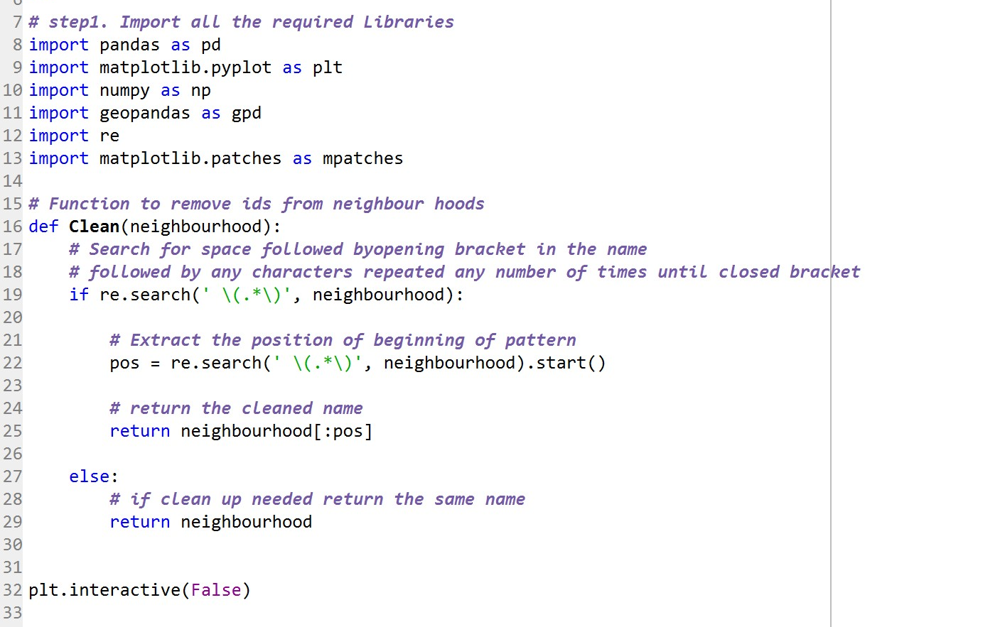 7 # step1. Import all the required Libraries
8 import pandas as pd
9 import matplotlib.pyplot as plt
10 import numpy as np
11 import geopandas as gpd
12 import re
13 import matplotlib.patches as mpatches
14
15 # Function to remove ids from neighbour hoods
16 def Clean(neighbourhood):
17     # Search for space followed byopening bracket in the name
18     # followed by any characters repeated any number of times until closed bracket
19     if re.search(' \(.*\)', neighbourhood):
20
21         # Extract the position of beginning of pattern
22         pos = re.search(' \(.*\)', neighbourhood).start()
23
24         # return the cleaned name
25         return neighbourhood[:pos]
26
27     else:
28         # if clean up needed return the same name
29         return neighbourhood
30
31
32 plt.interactive(False)
33